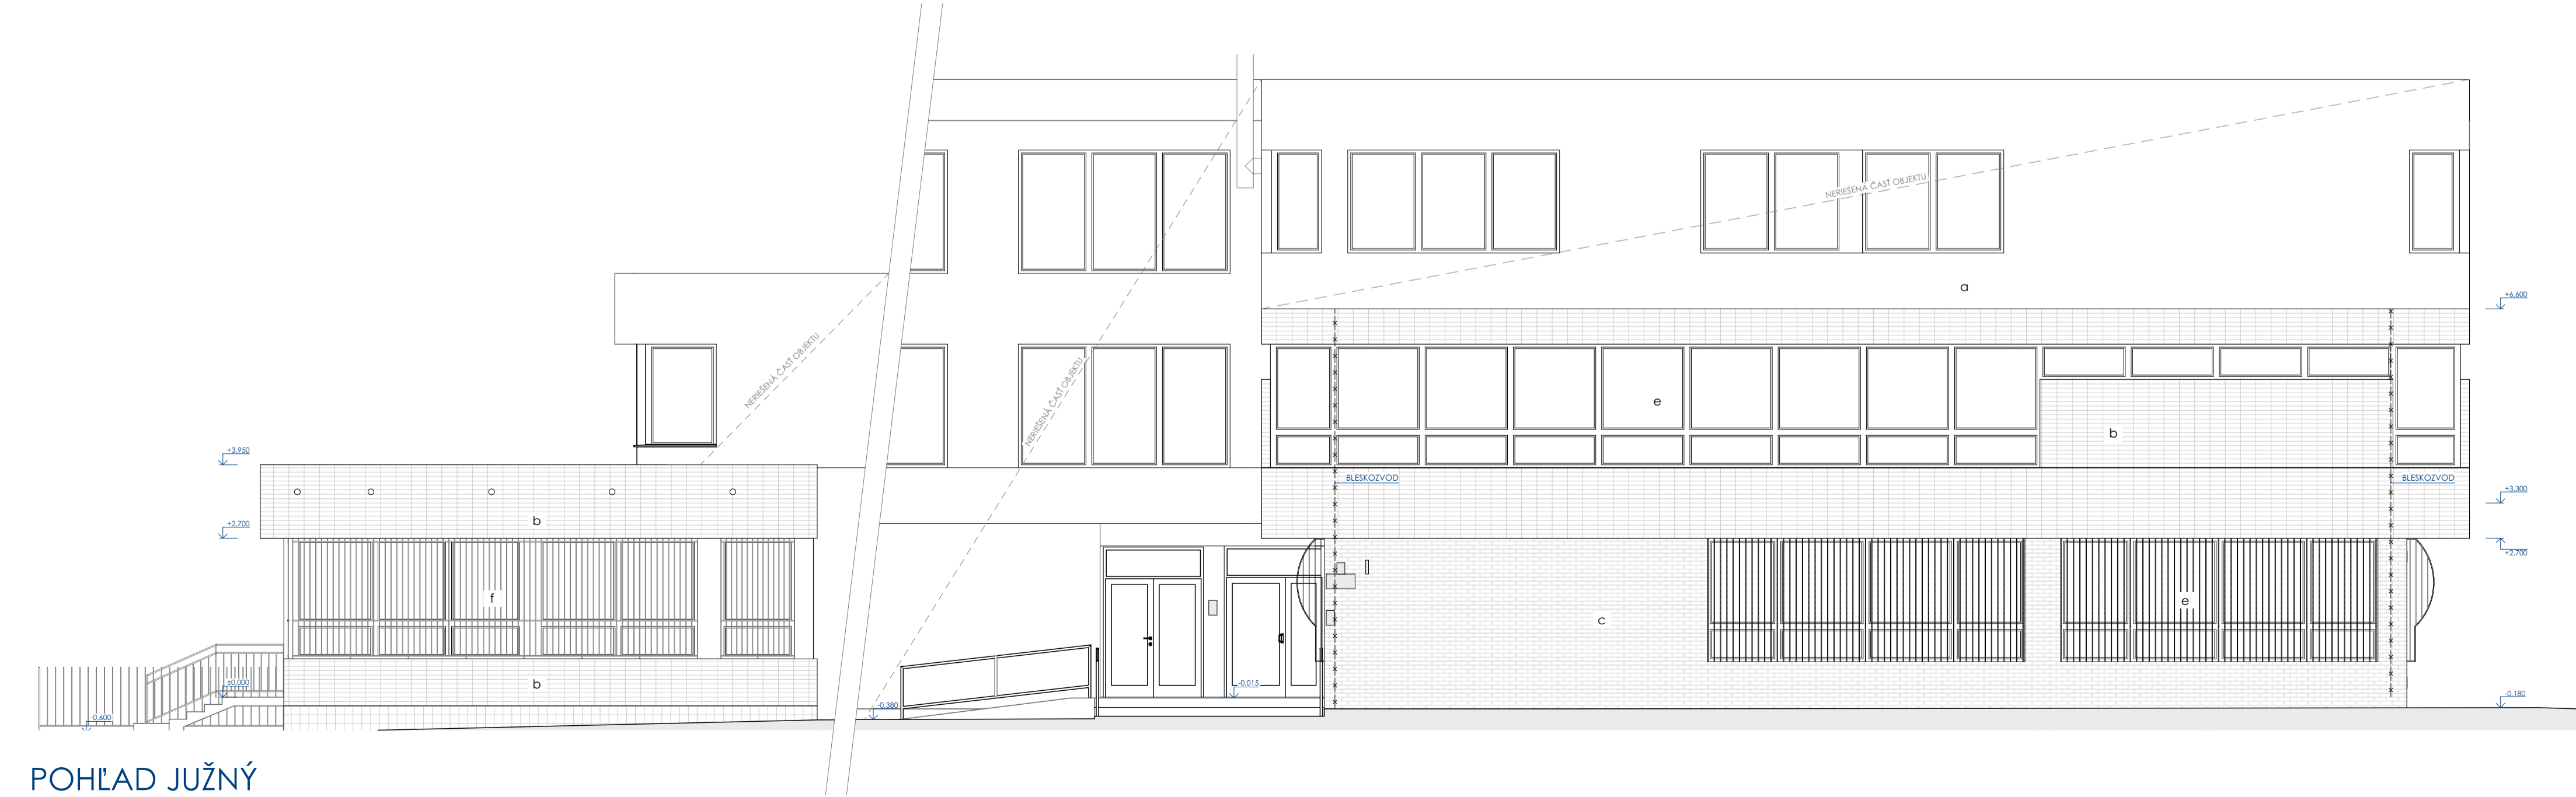 NERIEŠENÁ ČASŤ OBJEKTU
a
+6,600
NERIEŠENÁ ČASŤ OBJEKTU
NERIEŠENÁ ČASŤ OBJEKTU
e
b
+3,950
BLESKOZVOD
BLESKOZVOD
+3,300
b
+2,700
+2,700
f
e
c
b
±0,000
-0,015
-0,180
-0,380
-0,600
POHĽAD JUŽNÝ